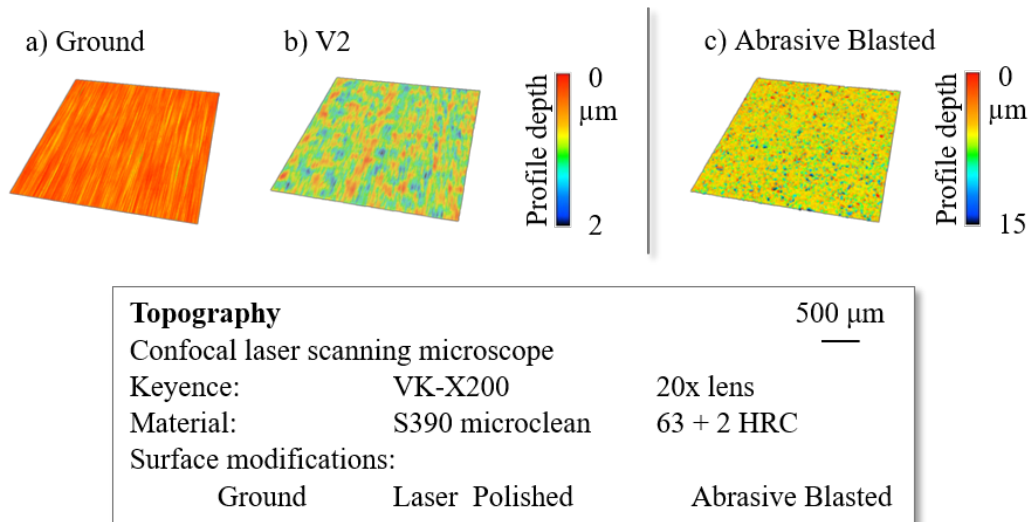 a) Ground
b) V2
c) Abrasive Blasted
Profile depth
0
µm
2
Profile depth
0
µm
15
Topography 500 µm
Confocal laser scanning microscope
Keyence: VK-X200 20x lens
Material: S390 microclean 63 + 2 HRC
Surface modifications:
Ground Laser Polished Abrasive Blasted